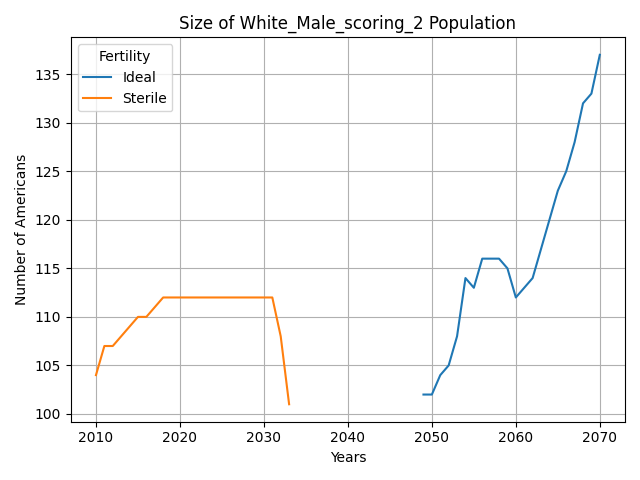 Size of White_Male_scoring_2 Population
Fertility
Ideal
Sterile
Number of Americans
135
130
125
120
115
110
105
100
2010 2020 2030 2040 2050 2060 2070
Years